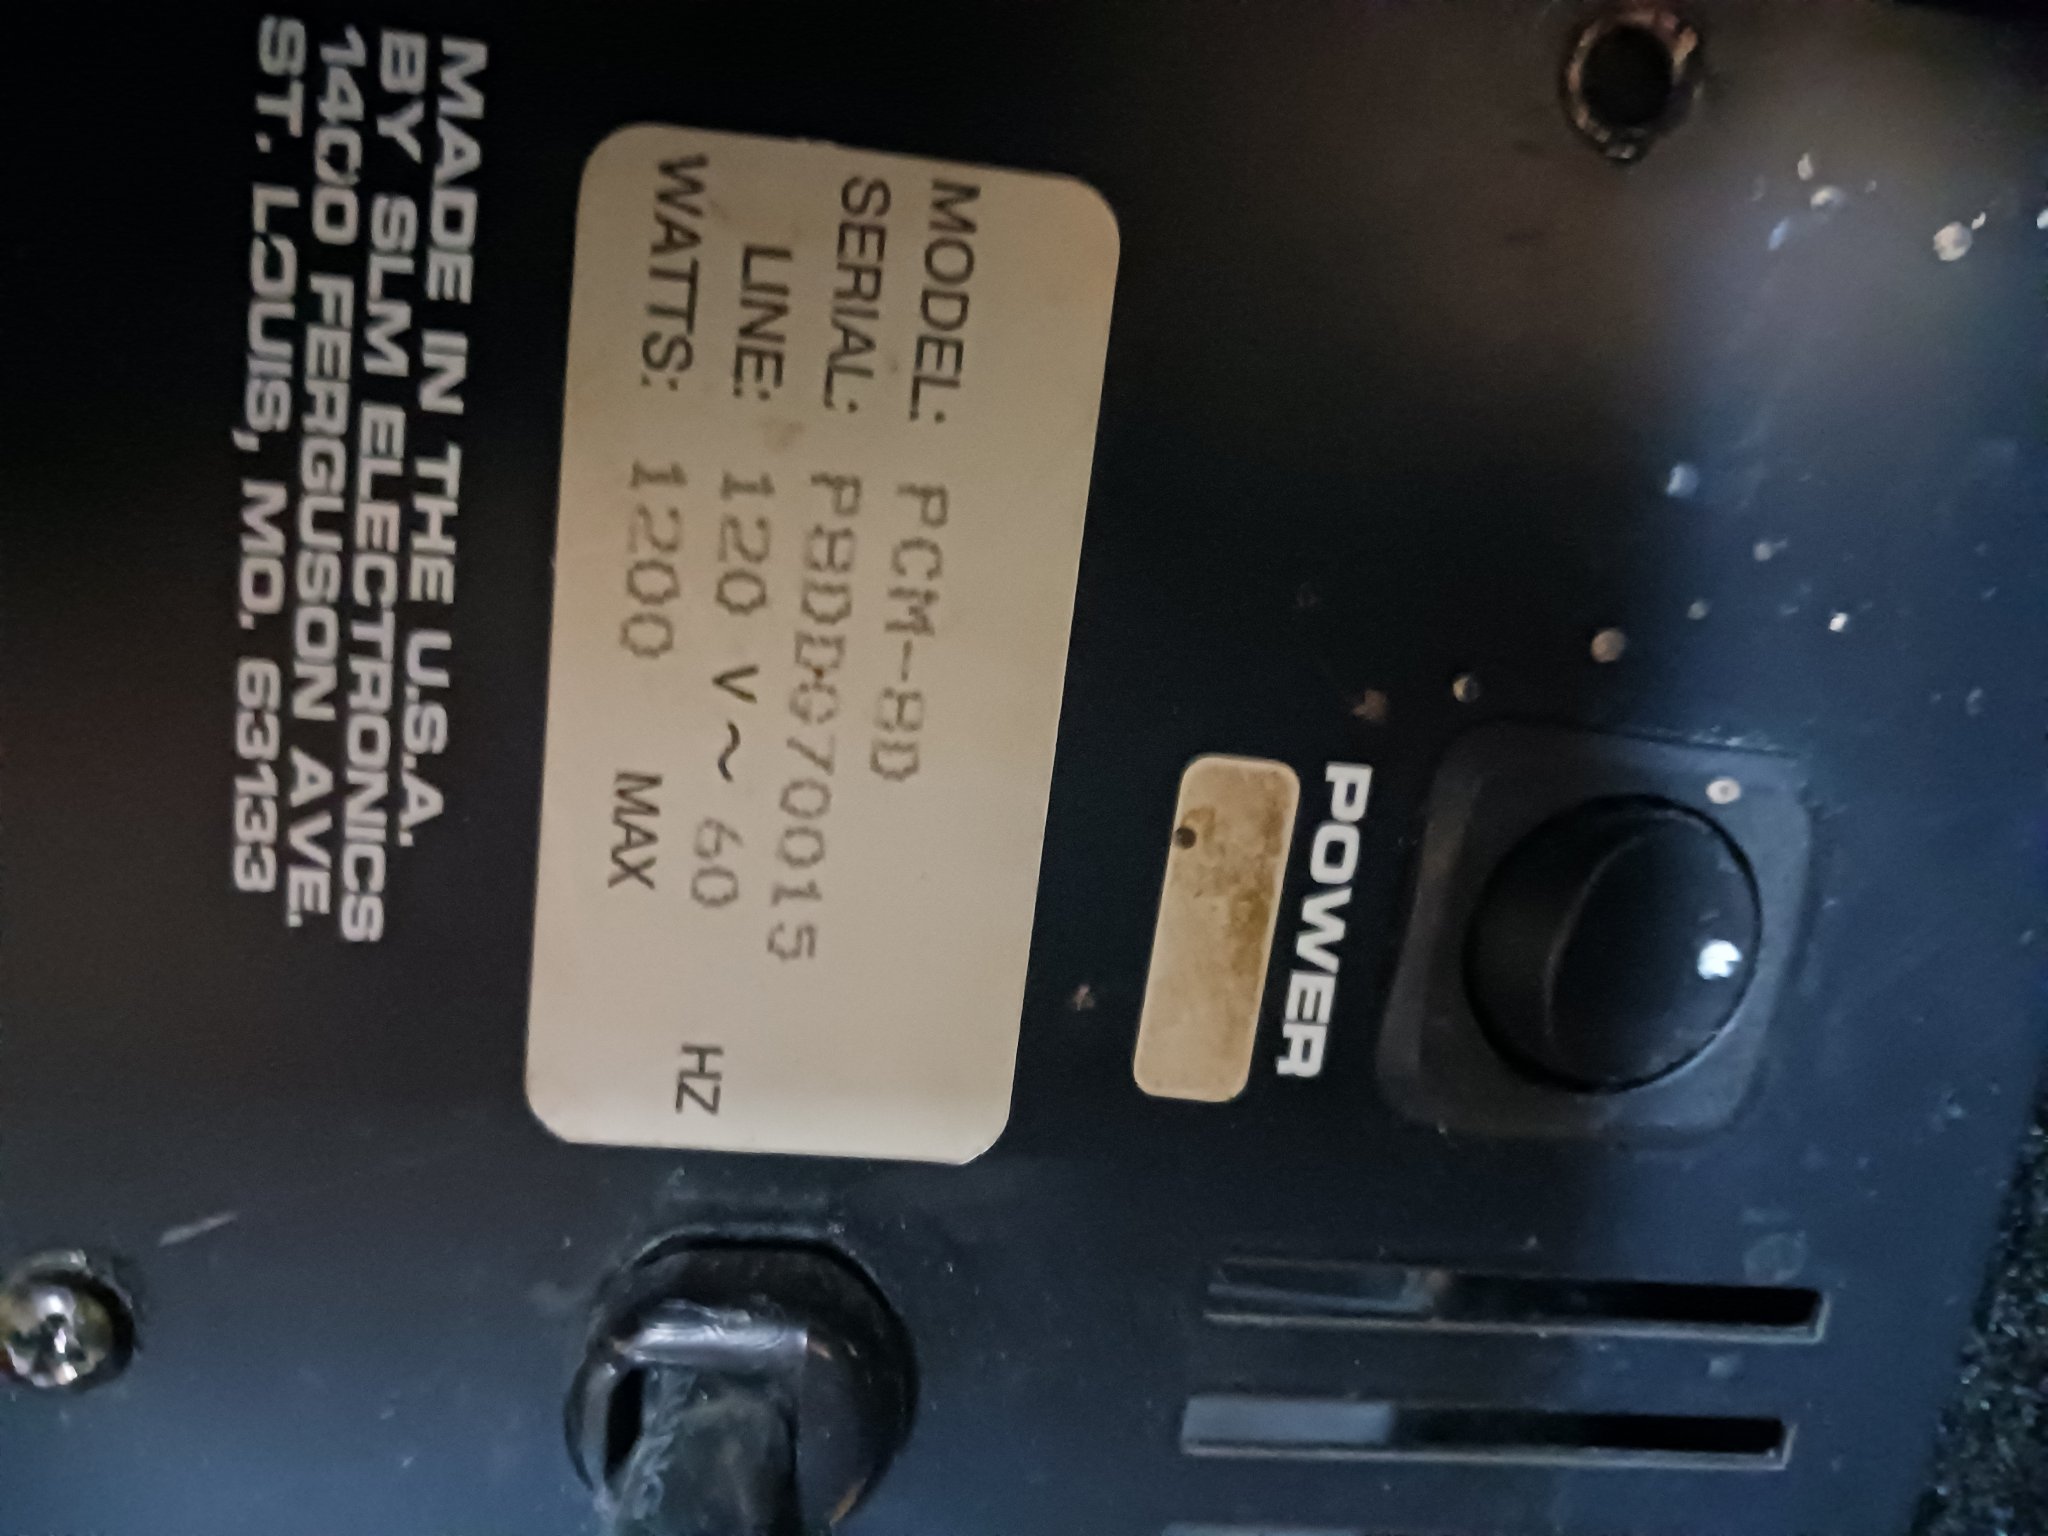 POWER
MODEL: PCM-8D
SERIAL: P8DDG70015
LINE: 120 V ~ 60 HZ
WATTS: 1200 MAX
MADE IN THE U.S.A.
BY SLM ELECTRONICS
1400 FERGUSON AVE.
ST. LOUIS, MO. 63133